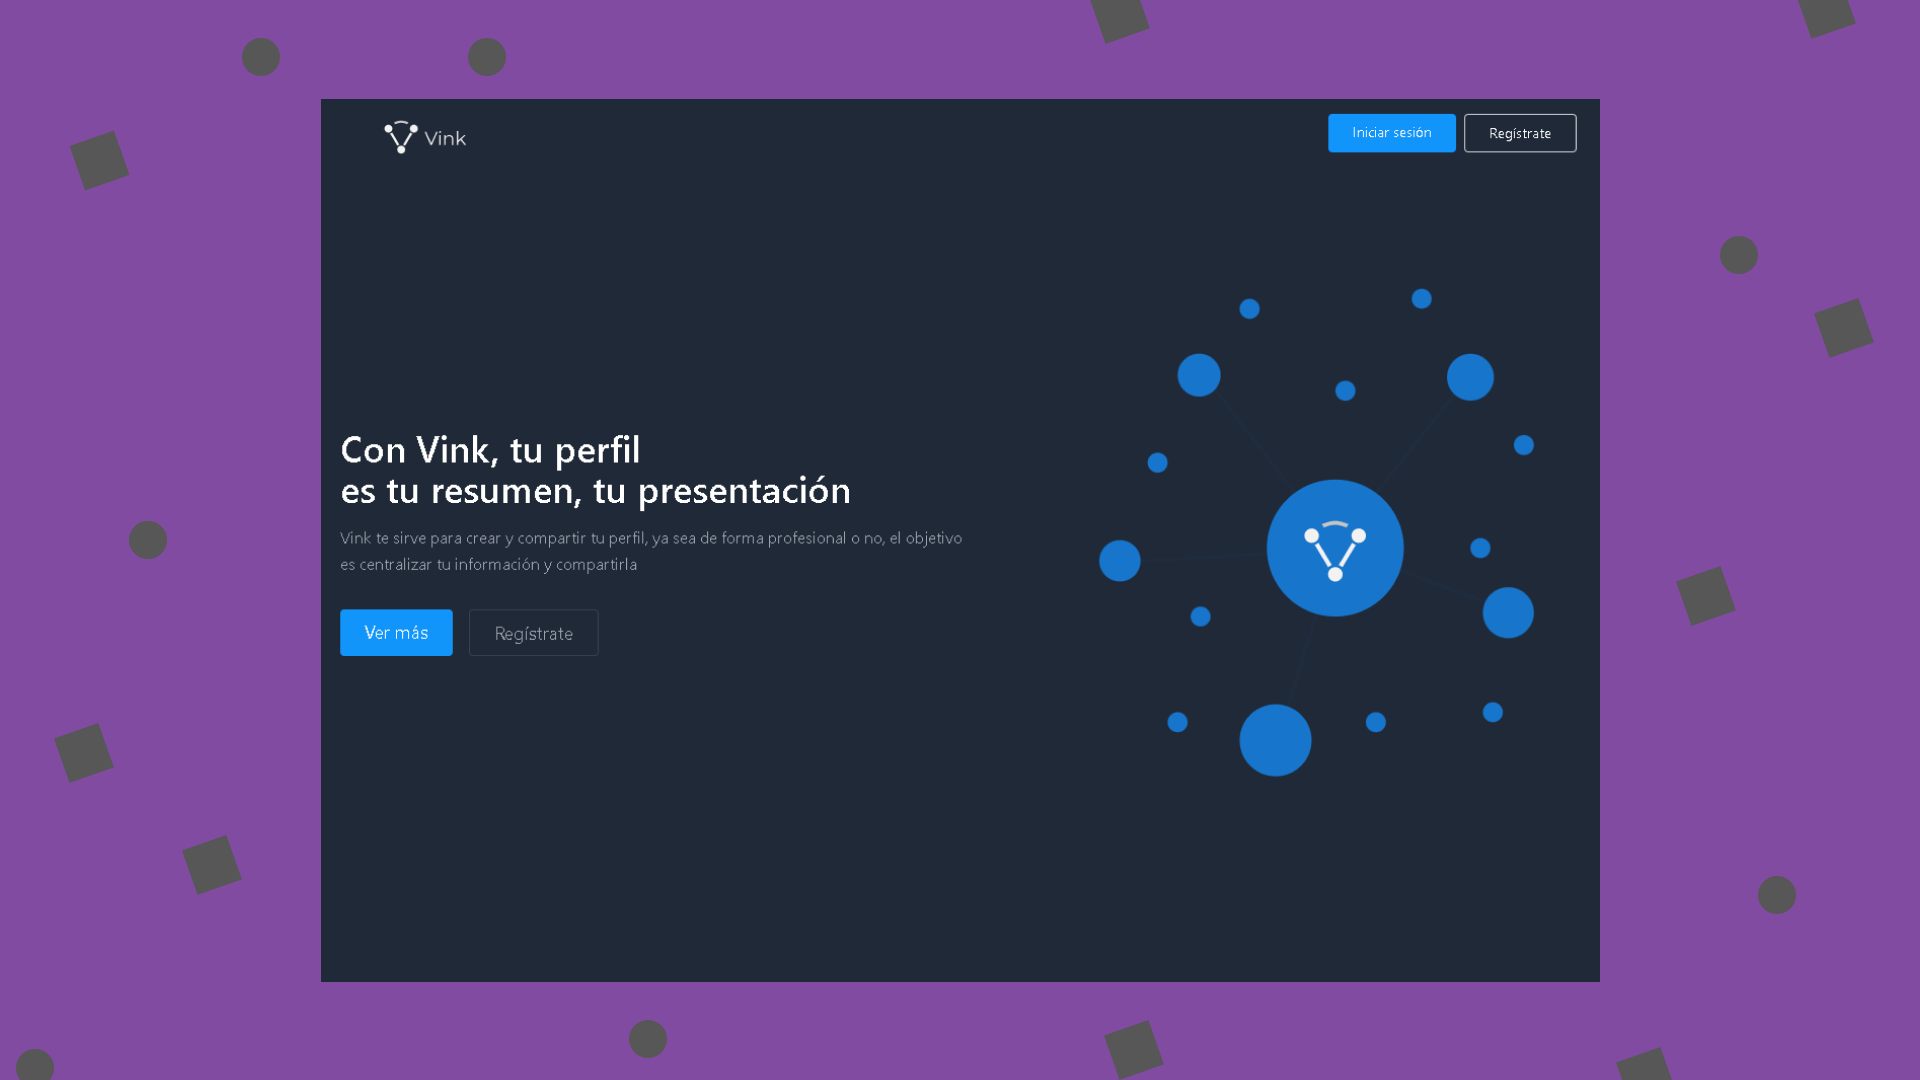 Vink
Iniciar sesión
Regístrate
Con Vink, tu perfil
es tu resumen, tu presentación
Vink te sirve para crear y compartir tu perfil, ya sea de forma profesional o no, el objetivo
es centralizar tu información y compartirla
Ver más
Regístrate